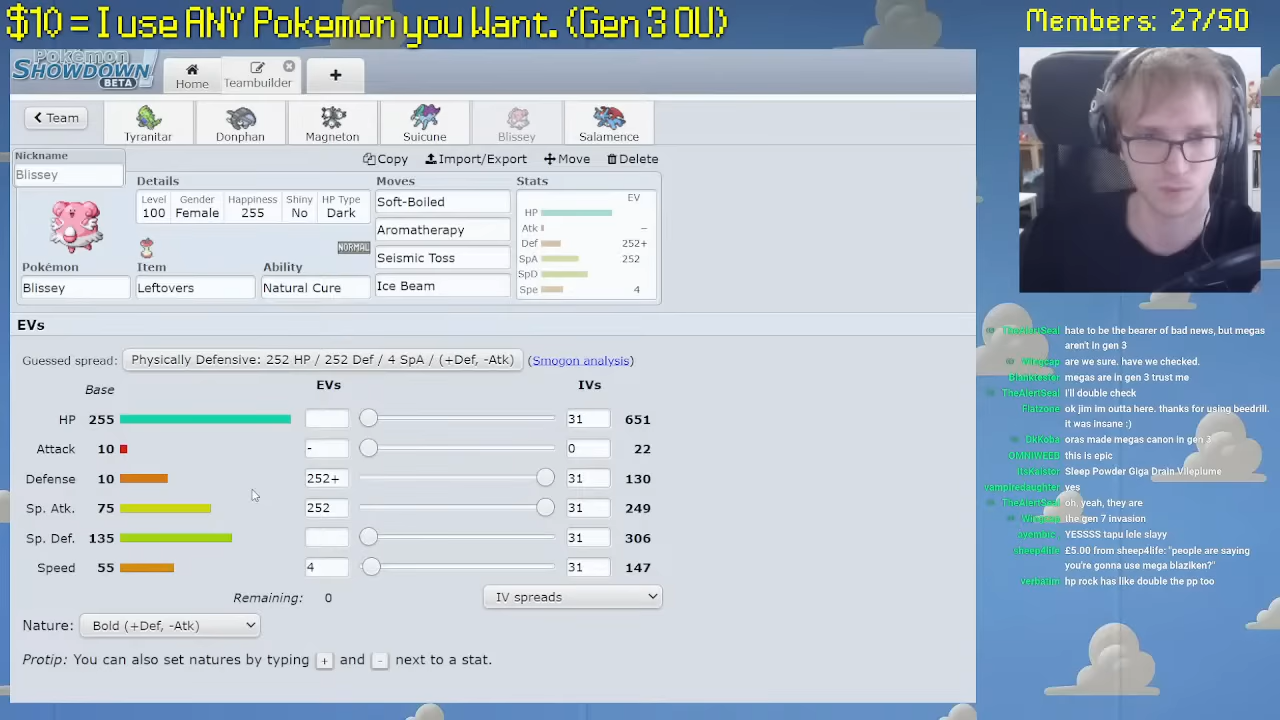 $10 = I use ANY Pokemon you Want. (Gen 3 OU)
Members: 27/50
Pokémon
SHOWDOWN!
BETA
Home
Teambuilder
+
Team
Tyranitar
Donphan
Magneton
Suicune
Blissey
Salamence
Nickname
Blissey
Copy
Import/Export
Move
Delete
Details
Level Gender Happiness Shiny HP Type
100 Female 255 No Dark
NORMAL
Pokémon
Blissey
Item
Leftovers
Ability
Natural Cure
Moves
Soft-Boiled
Aromatherapy
Seismic Toss
Ice Beam
Stats
EV
HP
Atk –
Def 252+
SpA 252
SpD
Spe 4
EVs
Guessed spread: Physically Defensive: 252 HP / 252 Def / 4 SpA / (+Def, -Atk) (Smogon analysis)
Base EVs IVs
HP 255 31 651
Attack 10 - 0 22
Defense 10 252+ 31 130
Sp. Atk. 75 252 31 249
Sp. Def. 135 31 306
Speed 55 4 31 147
Remaining: 0
IV spreads
Nature: Bold (+Def, -Atk)
Protip: You can also set natures by typing + and - next to a stat.
TheAlertSeal hate to be the bearer of bad news, but megas
aren't in gen 3
are we sure. have we checked.
megas are in gen 3 trust me
TheAlertSeal I'll double check
Flatzone ok jim im outta here. thanks for using beedrill.
it was insane :)
oras made megas canon in gen 3
OMNIWEEB this is epic
Sleep Powder Giga Drain Vileplume
vampiredaughter yes
TheAlertSeal oh, yeah, they are
the gen 7 invasion
YESSSS tapu lele slayy
sheep4life £5.00 from sheep4life: "people are saying
you're gonna use mega blaziken?"
verbatim hp rock has like double the pp too